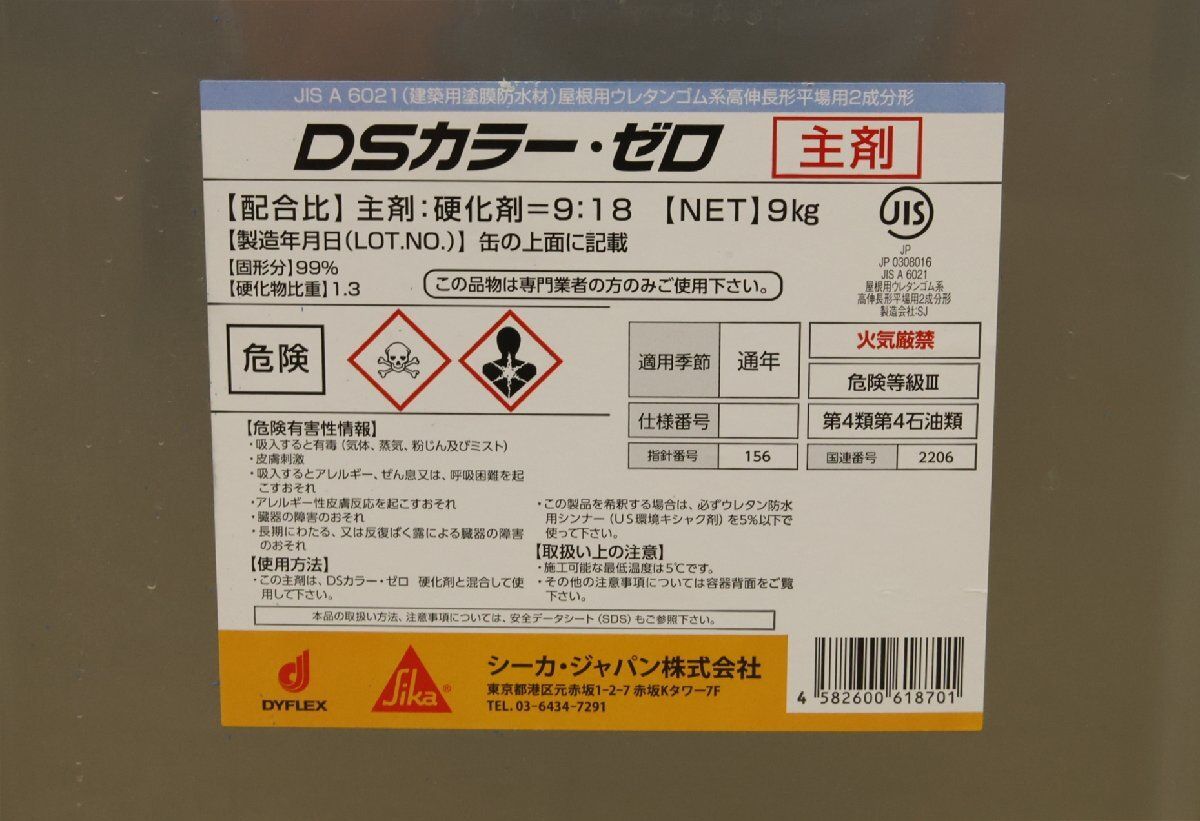 JIS A 6021(建築用塗膜防水材)屋根用ウレタンゴム系高伸長形平場用2成分形
DSカラー・ゼロ
主剤
【配合比】主剤:硬化剤=9:18 【NET】9kg
【製造年月日(LOT.NO.)】缶の上面に記載
【固形分】99%
【硬化物比重】1.3
この品物は専門業者の方のみご使用下さい。
JIS
JP
JP 0308016
JIS A 6021
屋根用ウレタンゴム系
高伸長形平場用2成分形
製造会社:SJ
危険
適用季節 通年
仕様番号
指針番号 156
火気厳禁
危険等級Ⅲ
第4類第4石油類
国連番号 2206
【危険有害性情報】
・吸入すると有毒(気体、蒸気、粉じん及びミスト)
・皮膚刺激
・吸入するとアレルギー、ぜん息又は、呼吸困難を起
こすおそれ
・アレルギー性皮膚反応を起こすおそれ
・臓器の障害のおそれ
・長期にわたる、又は反復ばく露による臓器の障害
のおそれ
【使用方法】
・この主剤は、DSカラー・ゼロ 硬化剤と混合して使
用して下さい。
・この製品を希釈する場合は、必ずウレタン防水
用シンナー(US環境キシャク剤)を5%以下で
使って下さい。
【取扱い上の注意】
・施工可能な最低温度は5℃です。
・その他の注意事項については容器背面をご覧
下さい。
本品の取扱い方法、注意事項については、安全データシート(SDS)もご参照下さい。
DYFLEX
Sika®
シーカ・ジャパン株式会社
東京都港区元赤坂1-2-7 赤坂Kタワー7F
TEL. 03-6434-7291
4 582600 618701